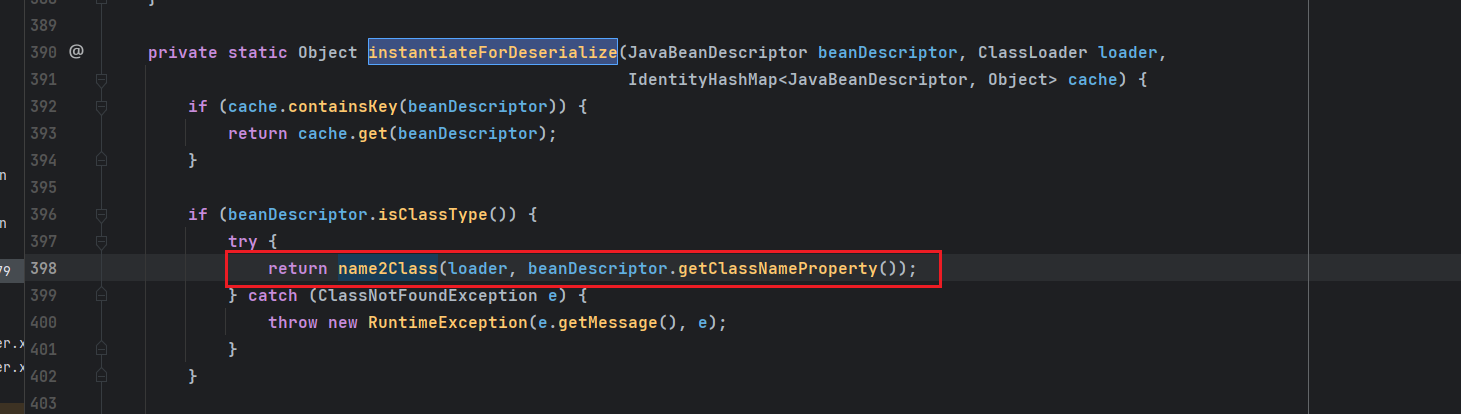 389
390 @ private static Object instantiateForDeserialize(JavaBeanDescriptor beanDescriptor, ClassLoader loader,
391 IdentityHashMap<JavaBeanDescriptor, Object> cache) {
392 if (cache.containsKey(beanDescriptor)) {
393 return cache.get(beanDescriptor);
394 }
395
n
396 if (beanDescriptor.isClassType()) {
n
397 try {
79 398 return name2Class(loader, beanDescriptor.getClassNameProperty());
399 } catch (ClassNotFoundException e) {
400 throw new RuntimeException(e.getMessage(), e);
401 }
er.x
402 }
er.x
403